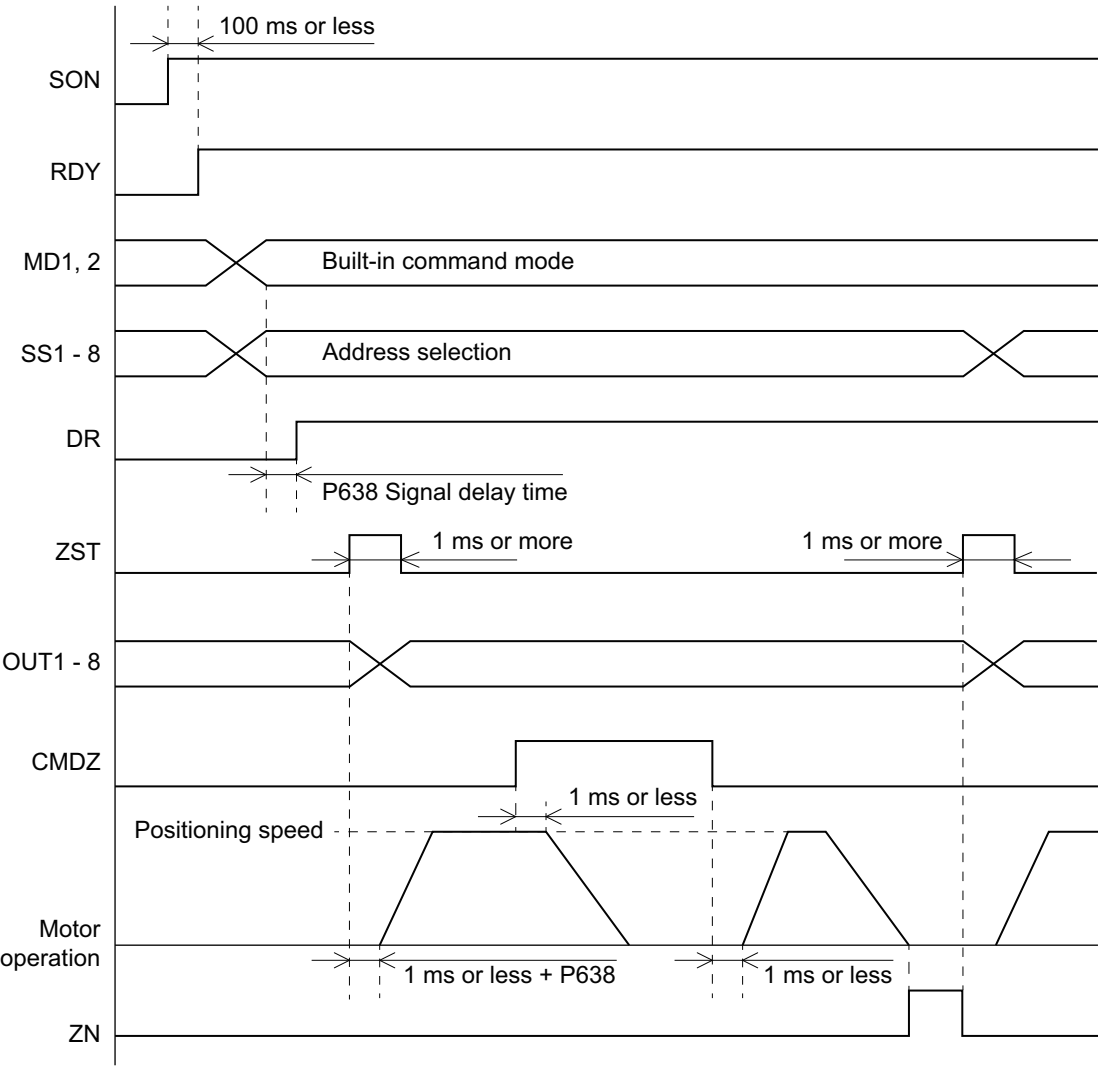 100 ms or less
SON
RDY
MD1, 2
Built-in command mode
SS1 - 8
Address selection
DR
P638 Signal delay time
ZST
1 ms or more
1 ms or more
OUT1 - 8
CMDZ
1 ms or less
Positioning speed
Motor
operation
1 ms or less + P638
1 ms or less
ZN